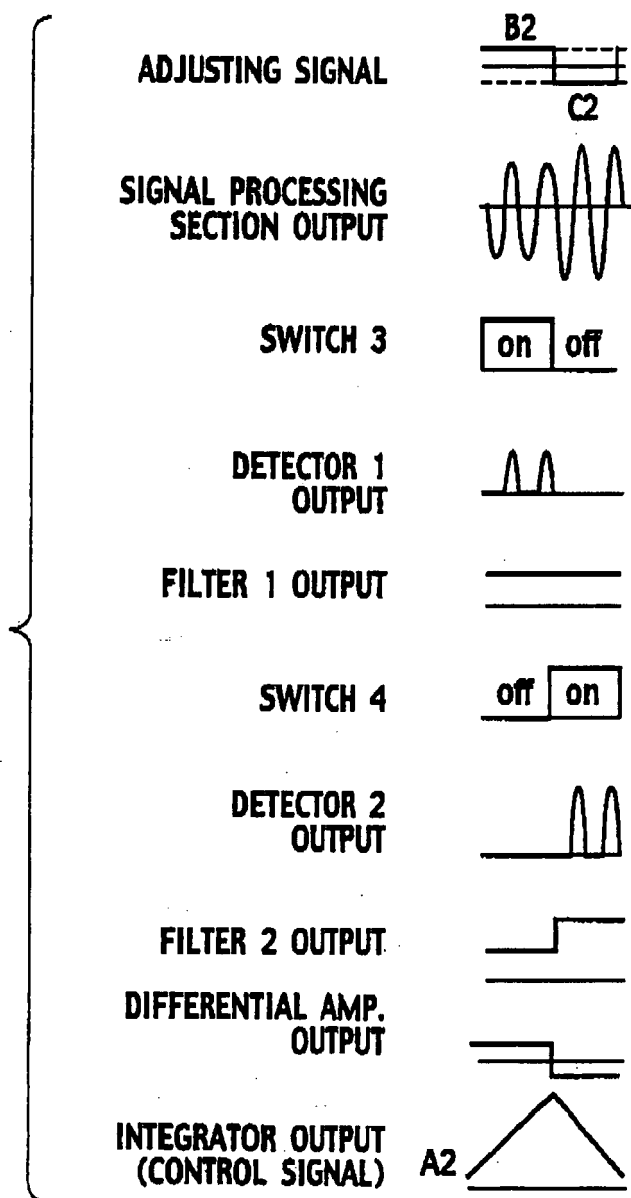 B2
ADJUSTING SIGNAL
C2
SIGNAL PROCESSING
SECTION OUTPUT
SWITCH 3
on off
DETECTOR 1
OUTPUT
FILTER 1 OUTPUT
SWITCH 4
off on
DETECTOR 2
OUTPUT
FILTER 2 OUTPUT
DIFFERENTIAL AMP.
OUTPUT
INTEGRATOR OUTPUT
(CONTROL SIGNAL)
A2